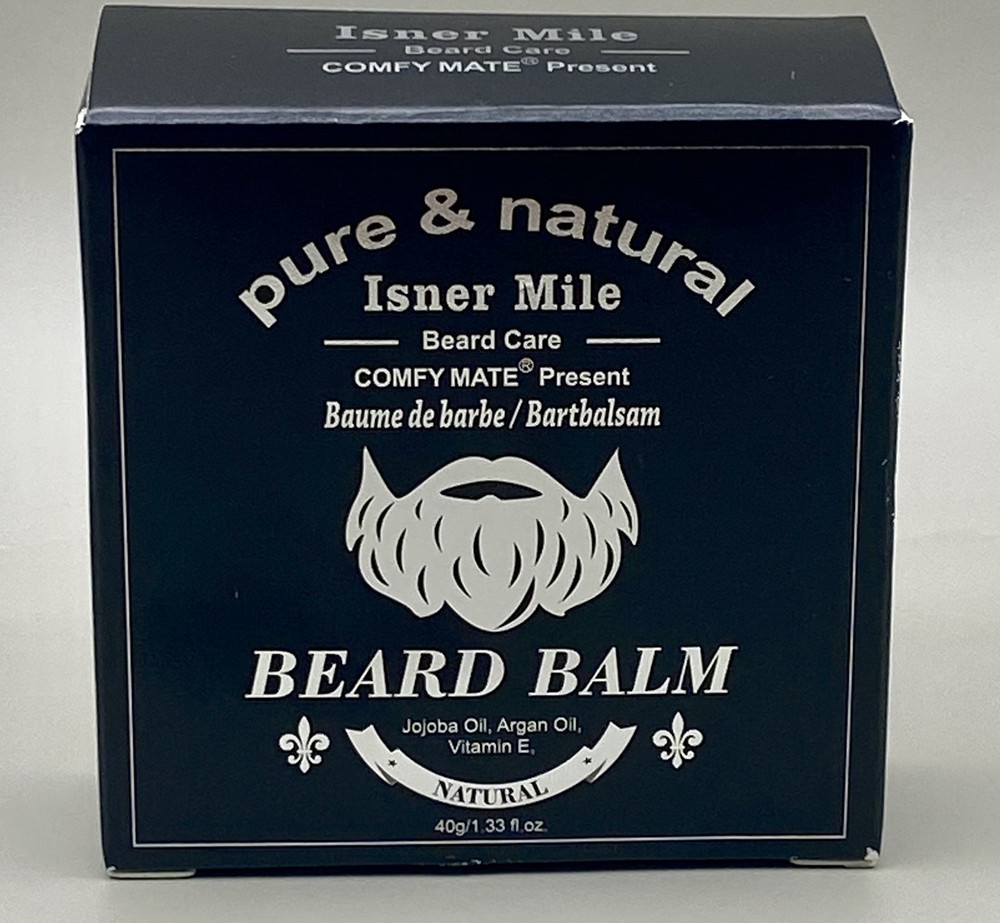 Isner Mile
Beard Care
COMFY MATE® Present
pure & natural
Isner Mile
Beard Care
COMFY MATE® Present
Baume de barbe / Bartbalsam
BEARD BALM
Jojoba Oil, Argan Oil,
Vitamin E,
NATURAL
40g/1.33 fl.oz.